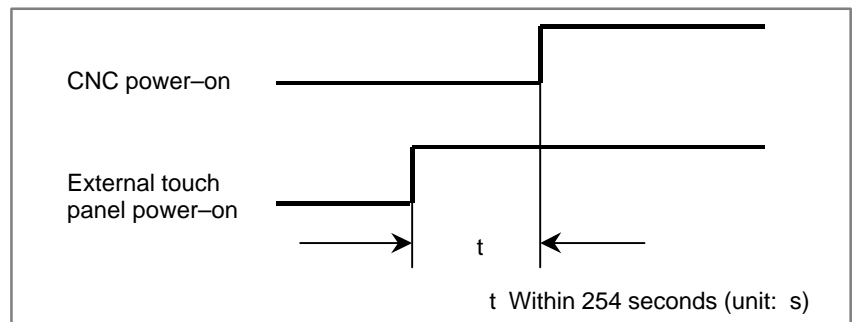 CNC power–on
External touch
panel power–on
t
t Within 254 seconds (unit: s)